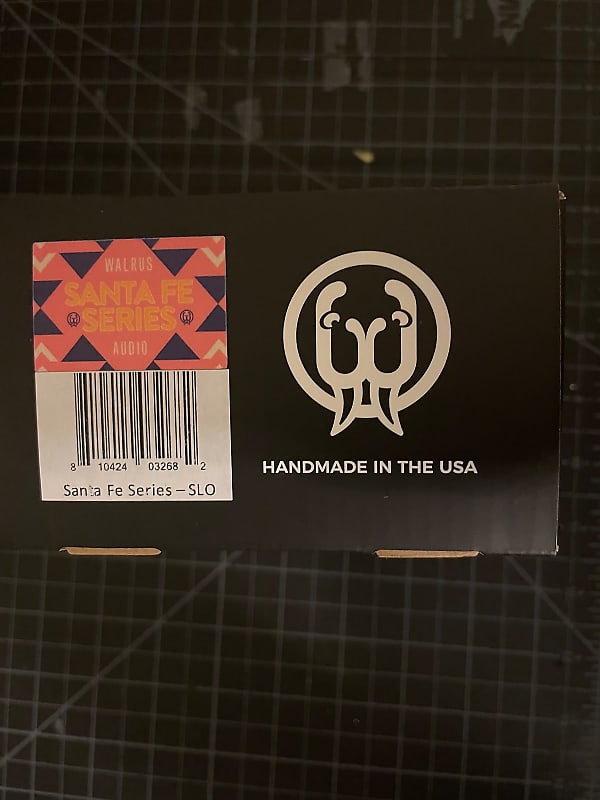 WALRUS
SANTA FE
SERIES
AUDIO
8 10424 03268 2
Santa Fe Series – SLO
HANDMADE IN THE USA